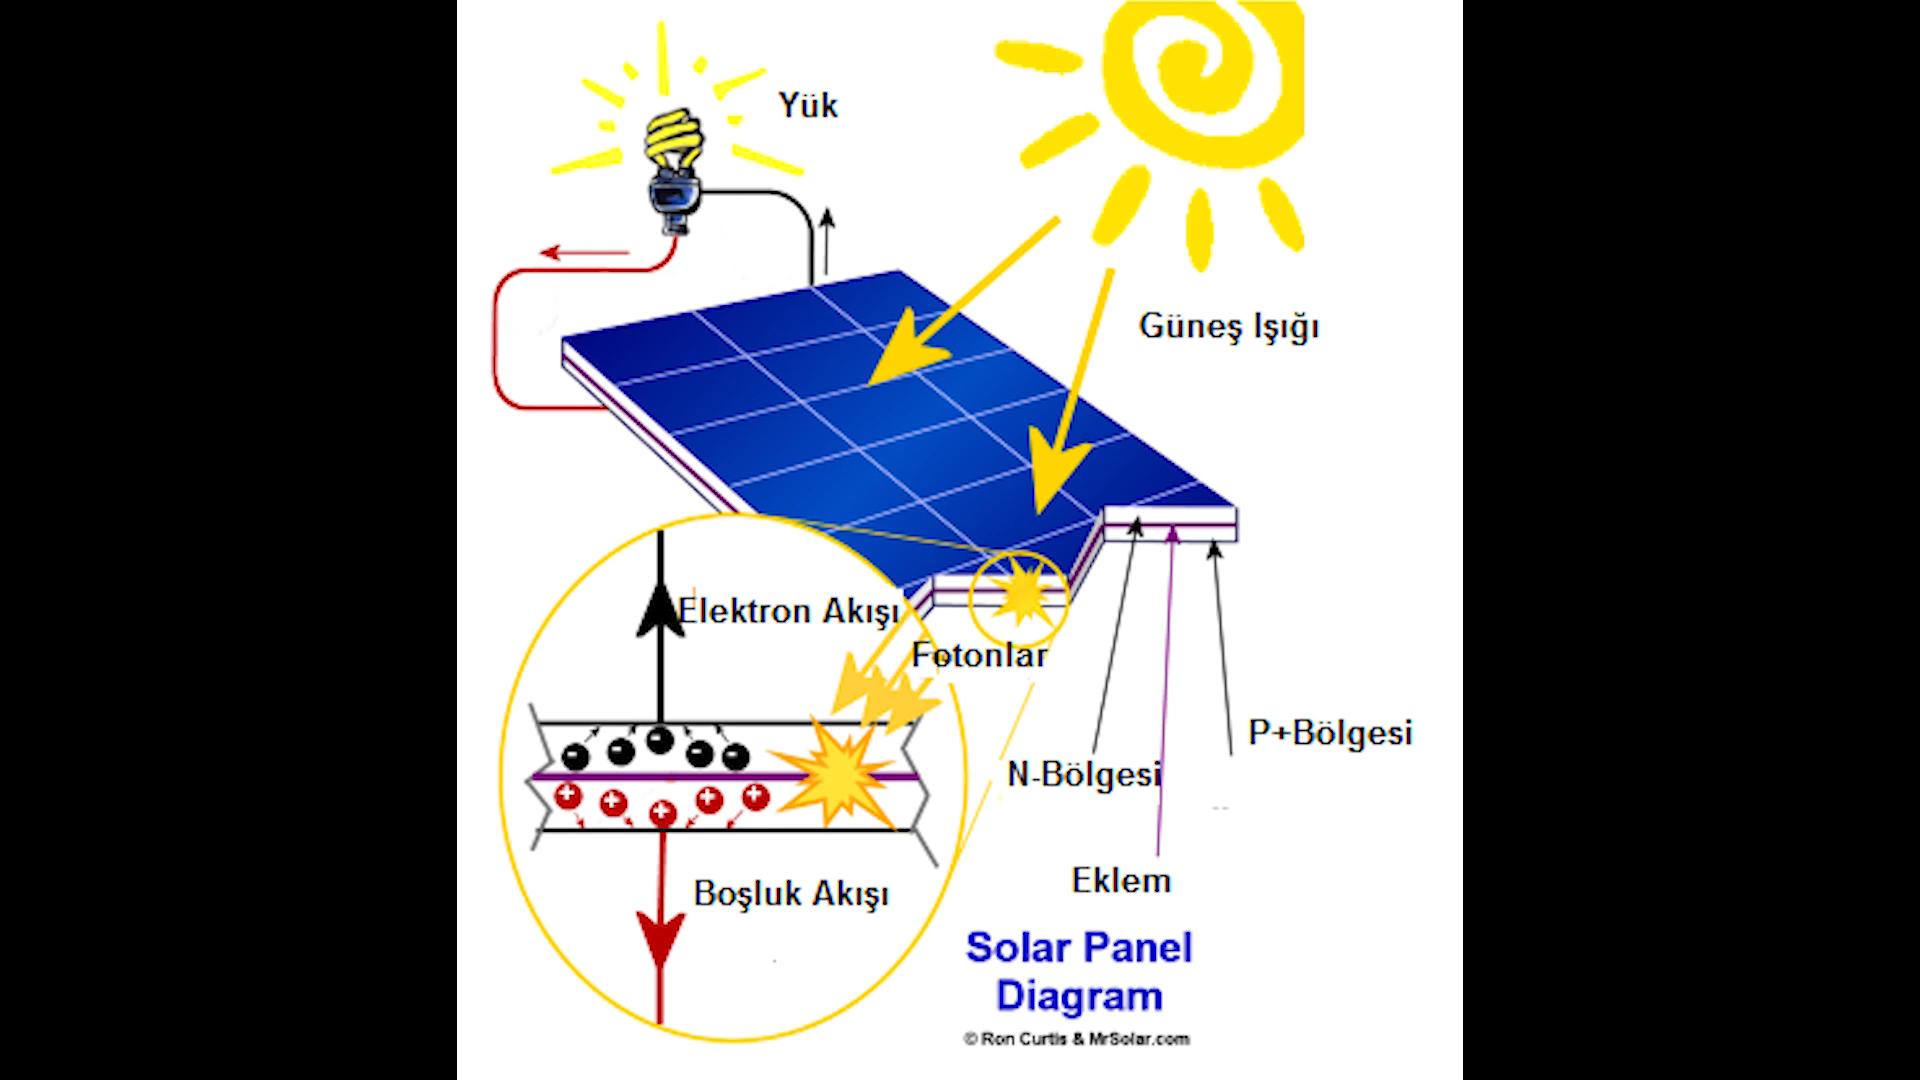 Yük
Güneş Işığı
Elektron Akışı
Fotonlar
P+Bölgesi
N-Bölgesi
Eklem
Boşluk Akışı
Solar Panel
Diagram
© Ron Curtis & MrSolar.com